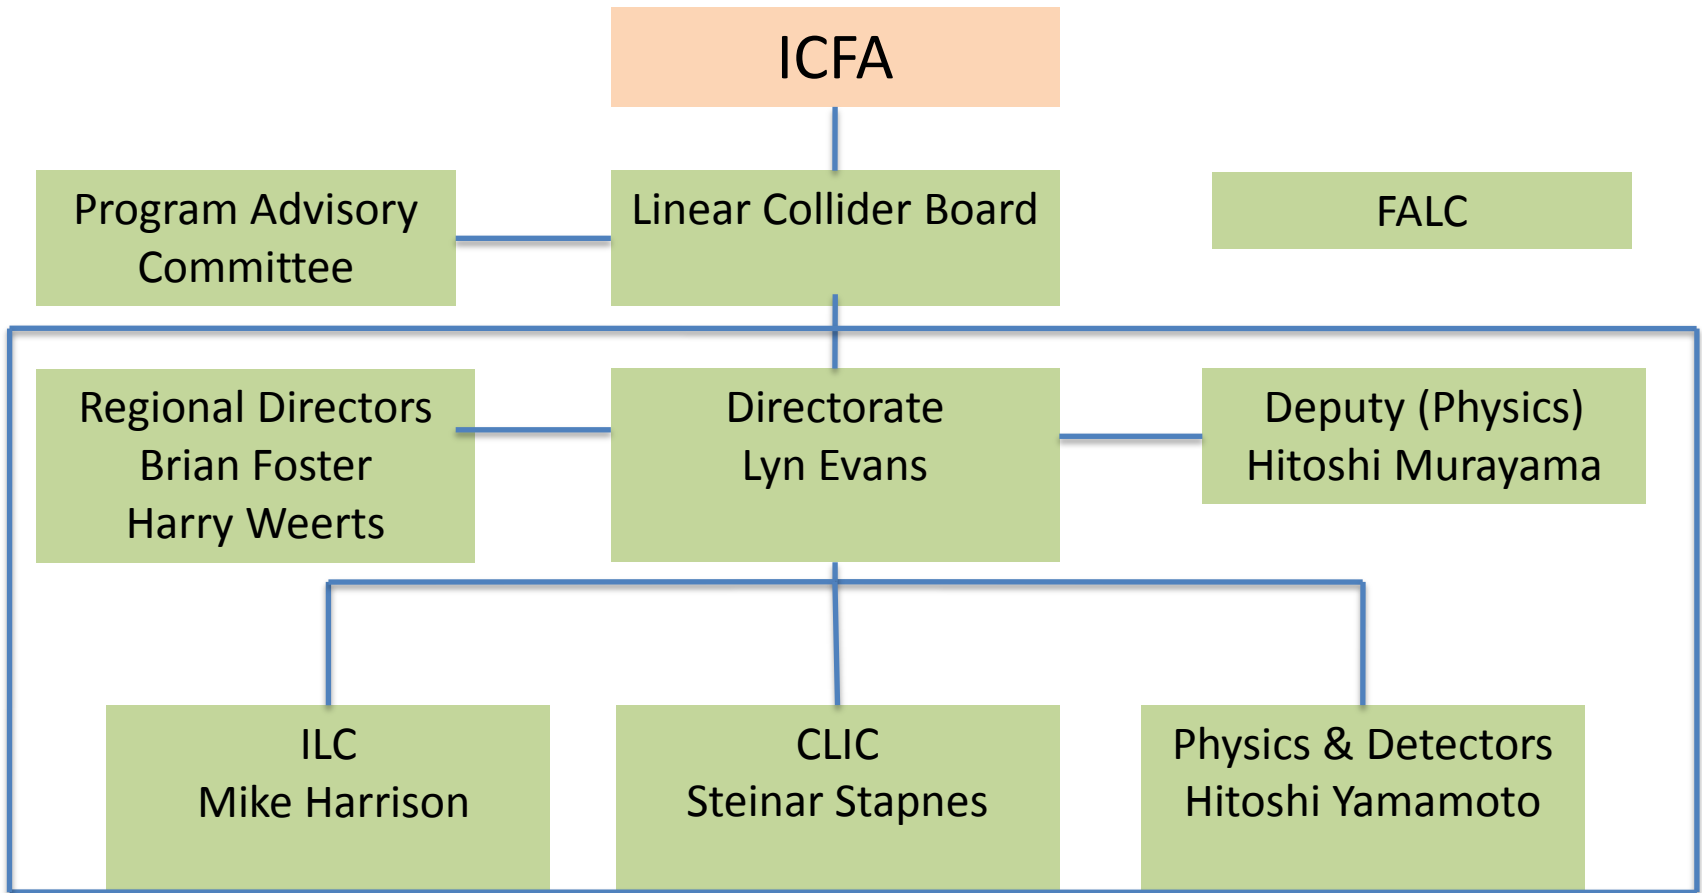 ICFA
Program Advisory
Committee
Linear Collider Board
FALC
Regional Directors
Brian Foster
Harry Weerts
Directorate
Lyn Evans
Deputy (Physics)
Hitoshi Murayama
ILC
Mike Harrison
CLIC
Steinar Stapnes
Physics & Detectors
Hitoshi Yamamoto